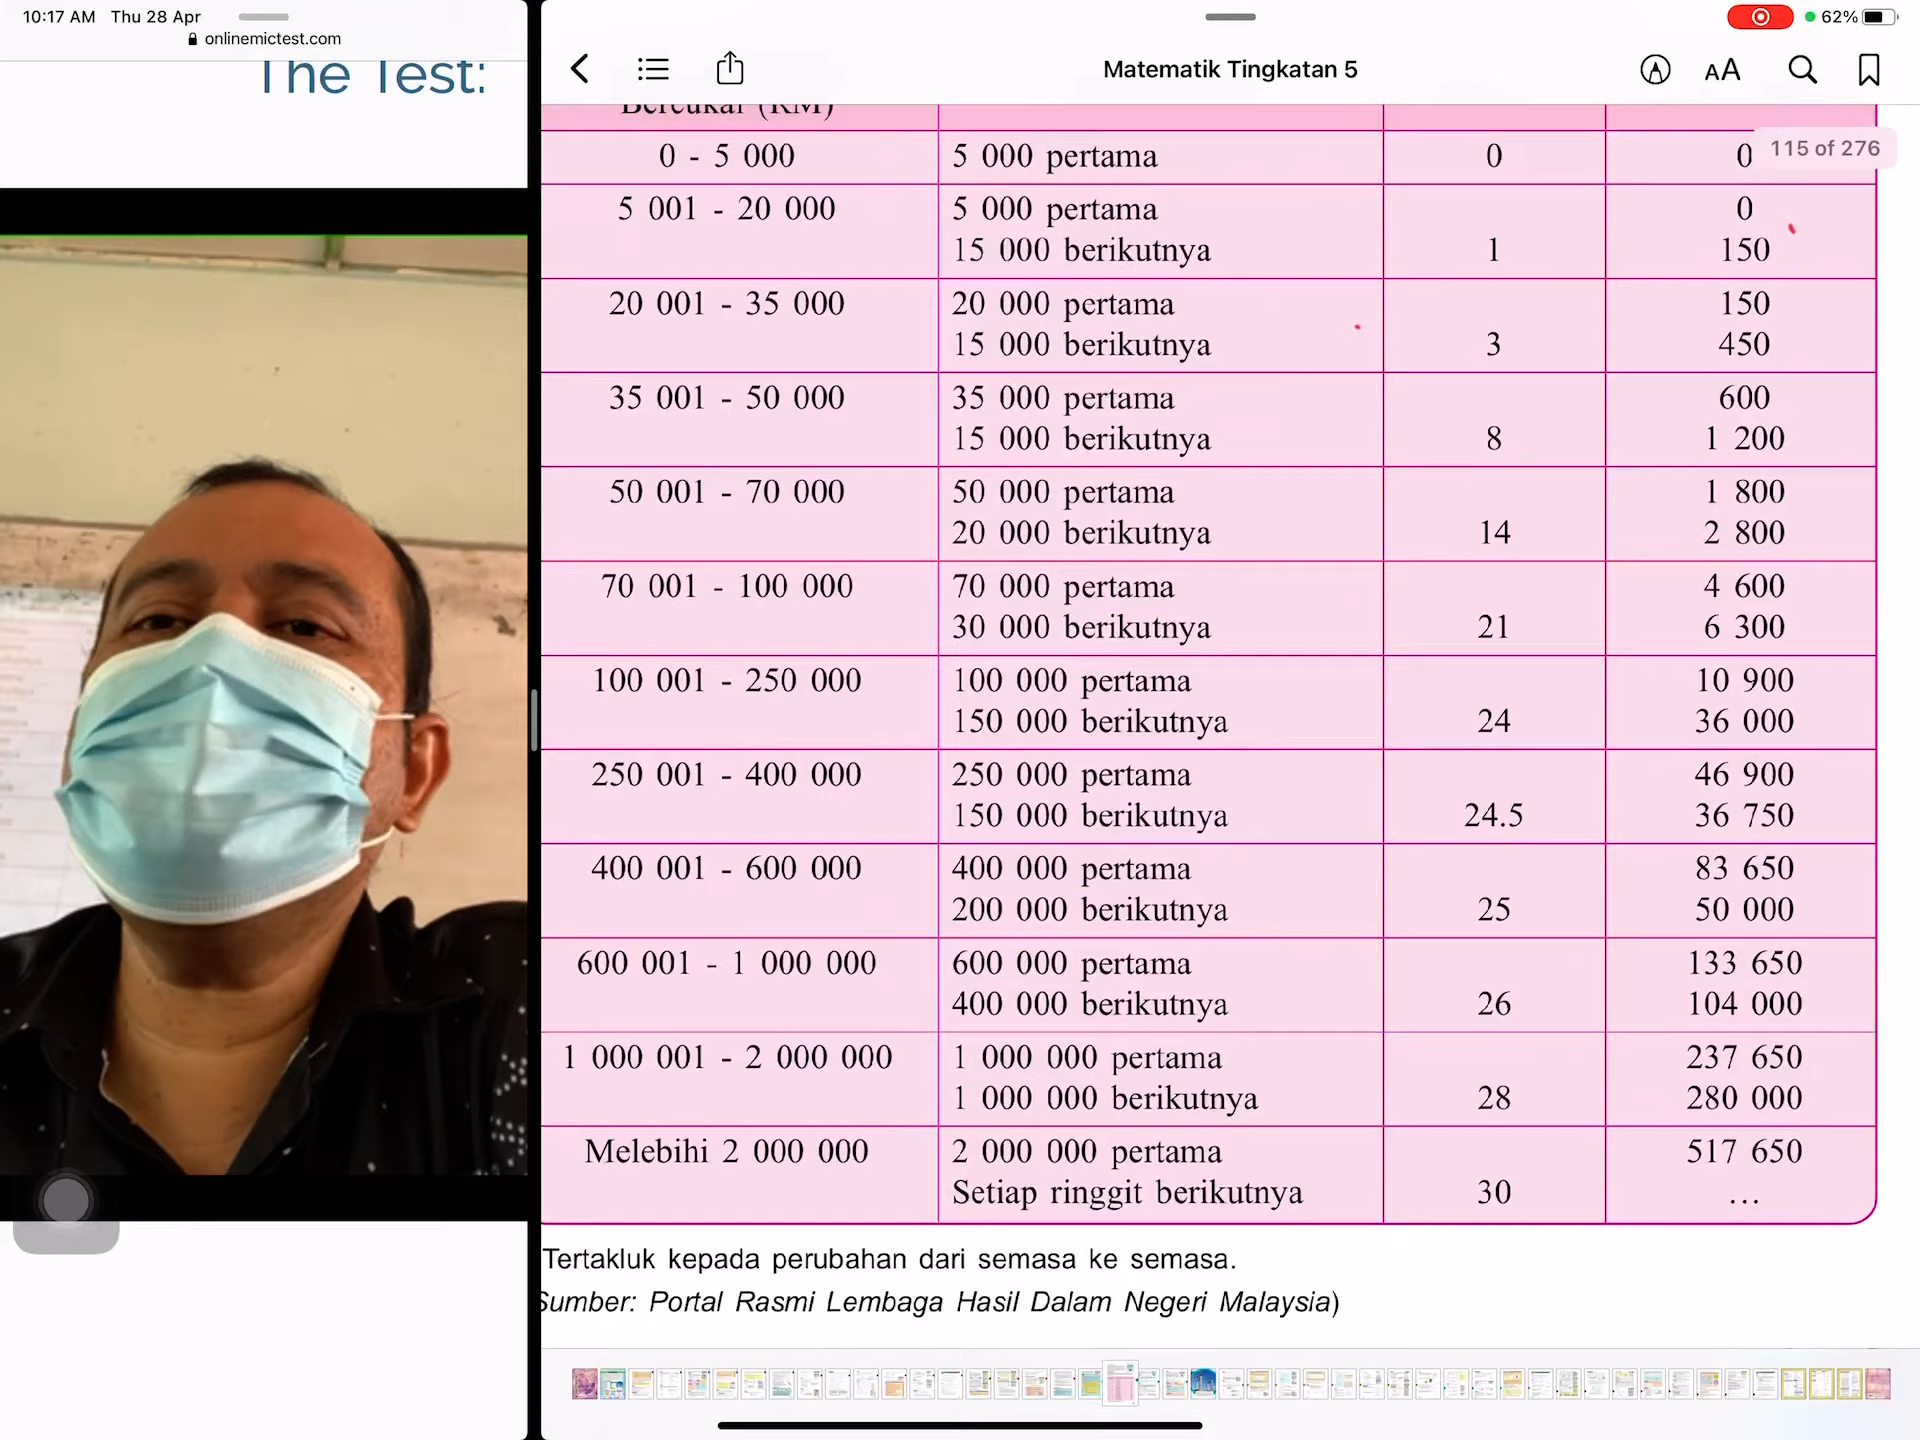 10:17 AM Thu 28 Apr
onlinemictest.com
The Test:
62%
Matematik Tingkatan 5
AA
115 of 276
Bercukai (RM)
0 - 5 000 5 000 pertama 0 0
5 001 - 20 000 5 000 pertama 0
15 000 berikutnya 1 150
20 001 - 35 000 20 000 pertama 150
15 000 berikutnya 3 450
35 001 - 50 000 35 000 pertama 600
15 000 berikutnya 8 1 200
50 001 - 70 000 50 000 pertama 1 800
20 000 berikutnya 14 2 800
70 001 - 100 000 70 000 pertama 4 600
30 000 berikutnya 21 6 300
100 001 - 250 000 100 000 pertama 10 900
150 000 berikutnya 24 36 000
250 001 - 400 000 250 000 pertama 46 900
150 000 berikutnya 24.5 36 750
400 001 - 600 000 400 000 pertama 83 650
200 000 berikutnya 25 50 000
600 001 - 1 000 000 600 000 pertama 133 650
400 000 berikutnya 26 104 000
1 000 001 - 2 000 000 1 000 000 pertama 237 650
1 000 000 berikutnya 28 280 000
Melebihi 2 000 000 2 000 000 pertama 517 650
Setiap ringgit berikutnya 30 ...
Tertakluk kepada perubahan dari semasa ke semasa.
Sumber: Portal Rasmi Lembaga Hasil Dalam Negeri Malaysia)